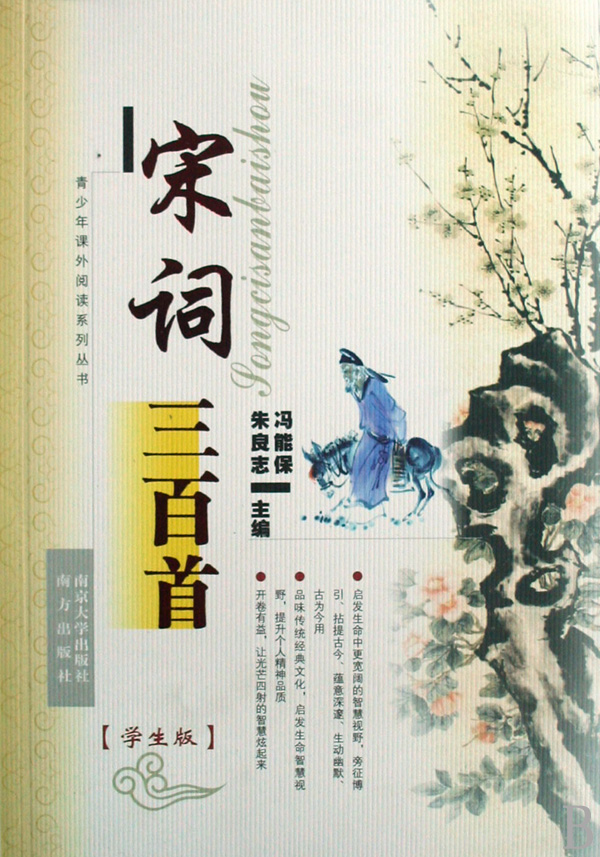 宋词
三百首
Songcisanbaishou
青少年课外阅读系列丛书
冯能保
朱良志
主编
启发生命中更宽阔的智慧视野，旁征博
引、拈提古今、蕴意深邃、生动幽默、
古为今用
品味传统经典文化，启发生命智慧视
野，提升个人精神品质
开卷有益，让光芒四射的智慧炫起来
南京大学出版社
南方出版社
【学生版】
B